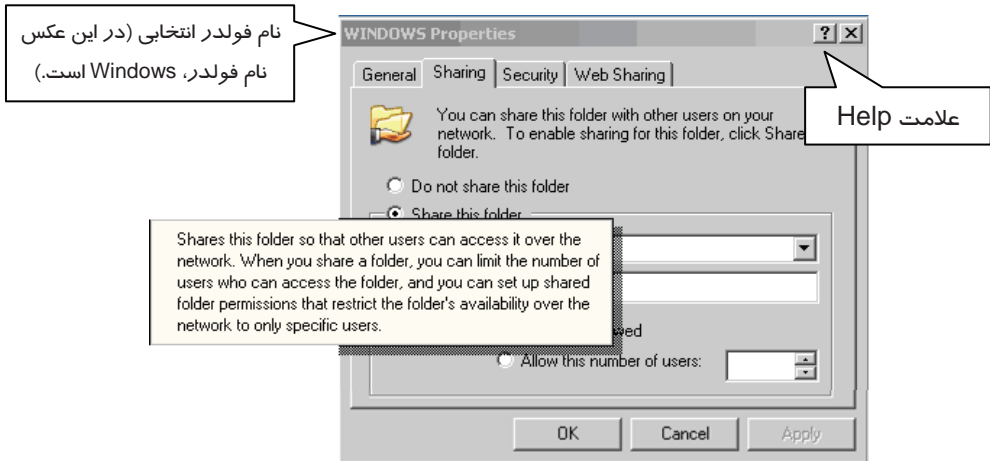 نام فولدر انتخابی (در این عکس
نام فولدر، Windows است.)
WINDOWS Properties
? X
علامت Help
General Sharing Security Web Sharing
You can share this folder with other users on your
network. To enable sharing for this folder, click Share
folder.
Do not share this folder
Share this folder
Shares this folder so that other users can access it over the
network. When you share a folder, you can limit the number of
users who can access the folder, and you can set up shared
folder permissions that restrict the folder's availability over the
network to only specific users.
Allow this number of users:
OK Cancel Apply